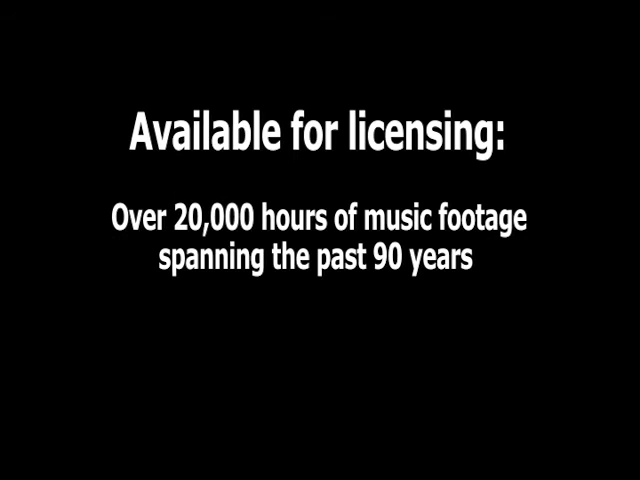 Available for licensing:
Over 20,000 hours of music footage
spanning the past 90 years